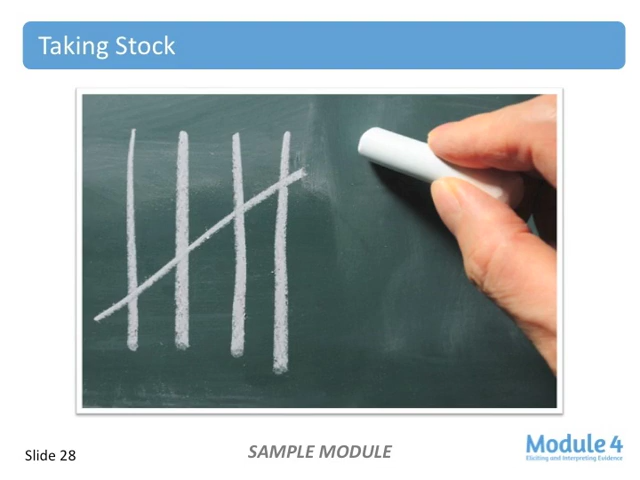 Taking Stock
Slide 28
SAMPLE MODULE
Module 4
Eliciting and Interpreting Evidence